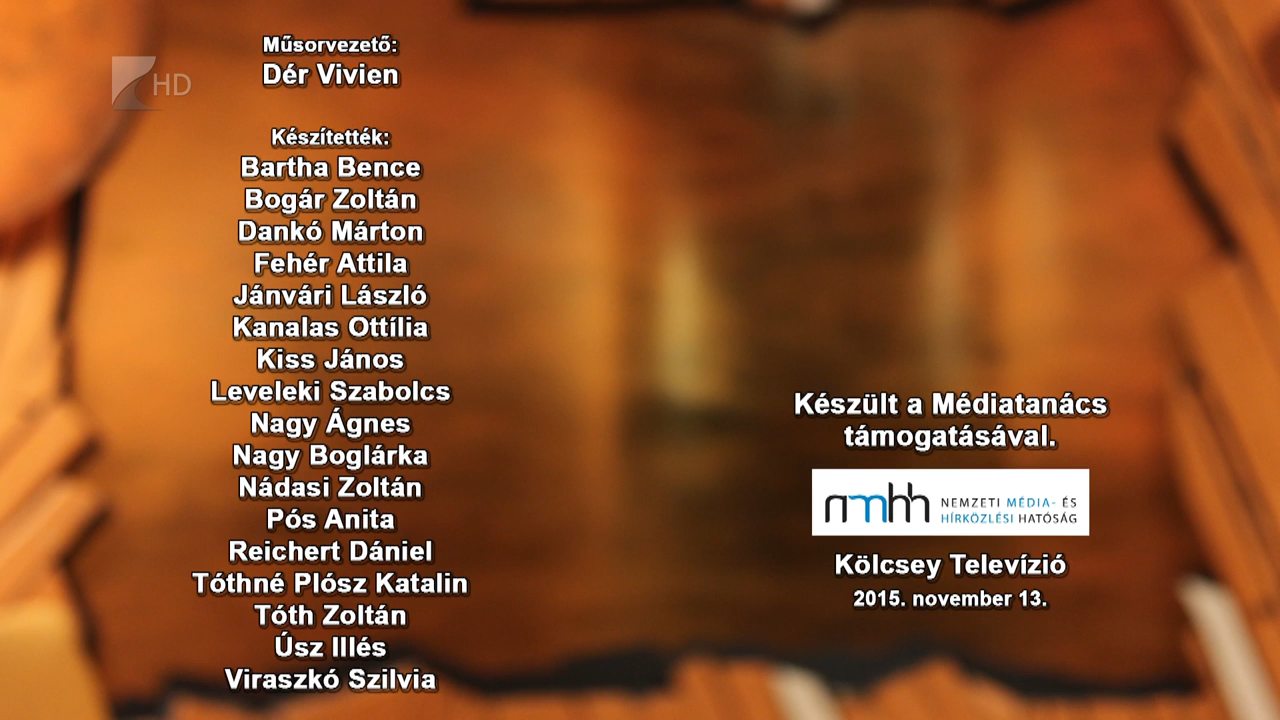 HD
Műsorvezető:
Dér Vivien
Készítették:
Bartha Bence
Bogár Zoltán
Dankó Márton
Fehér Attila
Jánvári László
Kanalas Ottília
Kiss János
Leveleki Szabolcs
Nagy Ágnes
Nagy Boglárka
Nádasi Zoltán
Pós Anita
Reichert Dániel
Tóthné Plósz Katalin
Tóth Zoltán
Úsz Illés
Viraszkó Szilvia
Készült a Médiatanács
támogatásával.
nmhh
NEMZETI MÉDIA- ÉS
HÍRKÖZLÉSI HATÓSÁG
Kölcsey Televízió
2015. november 13.